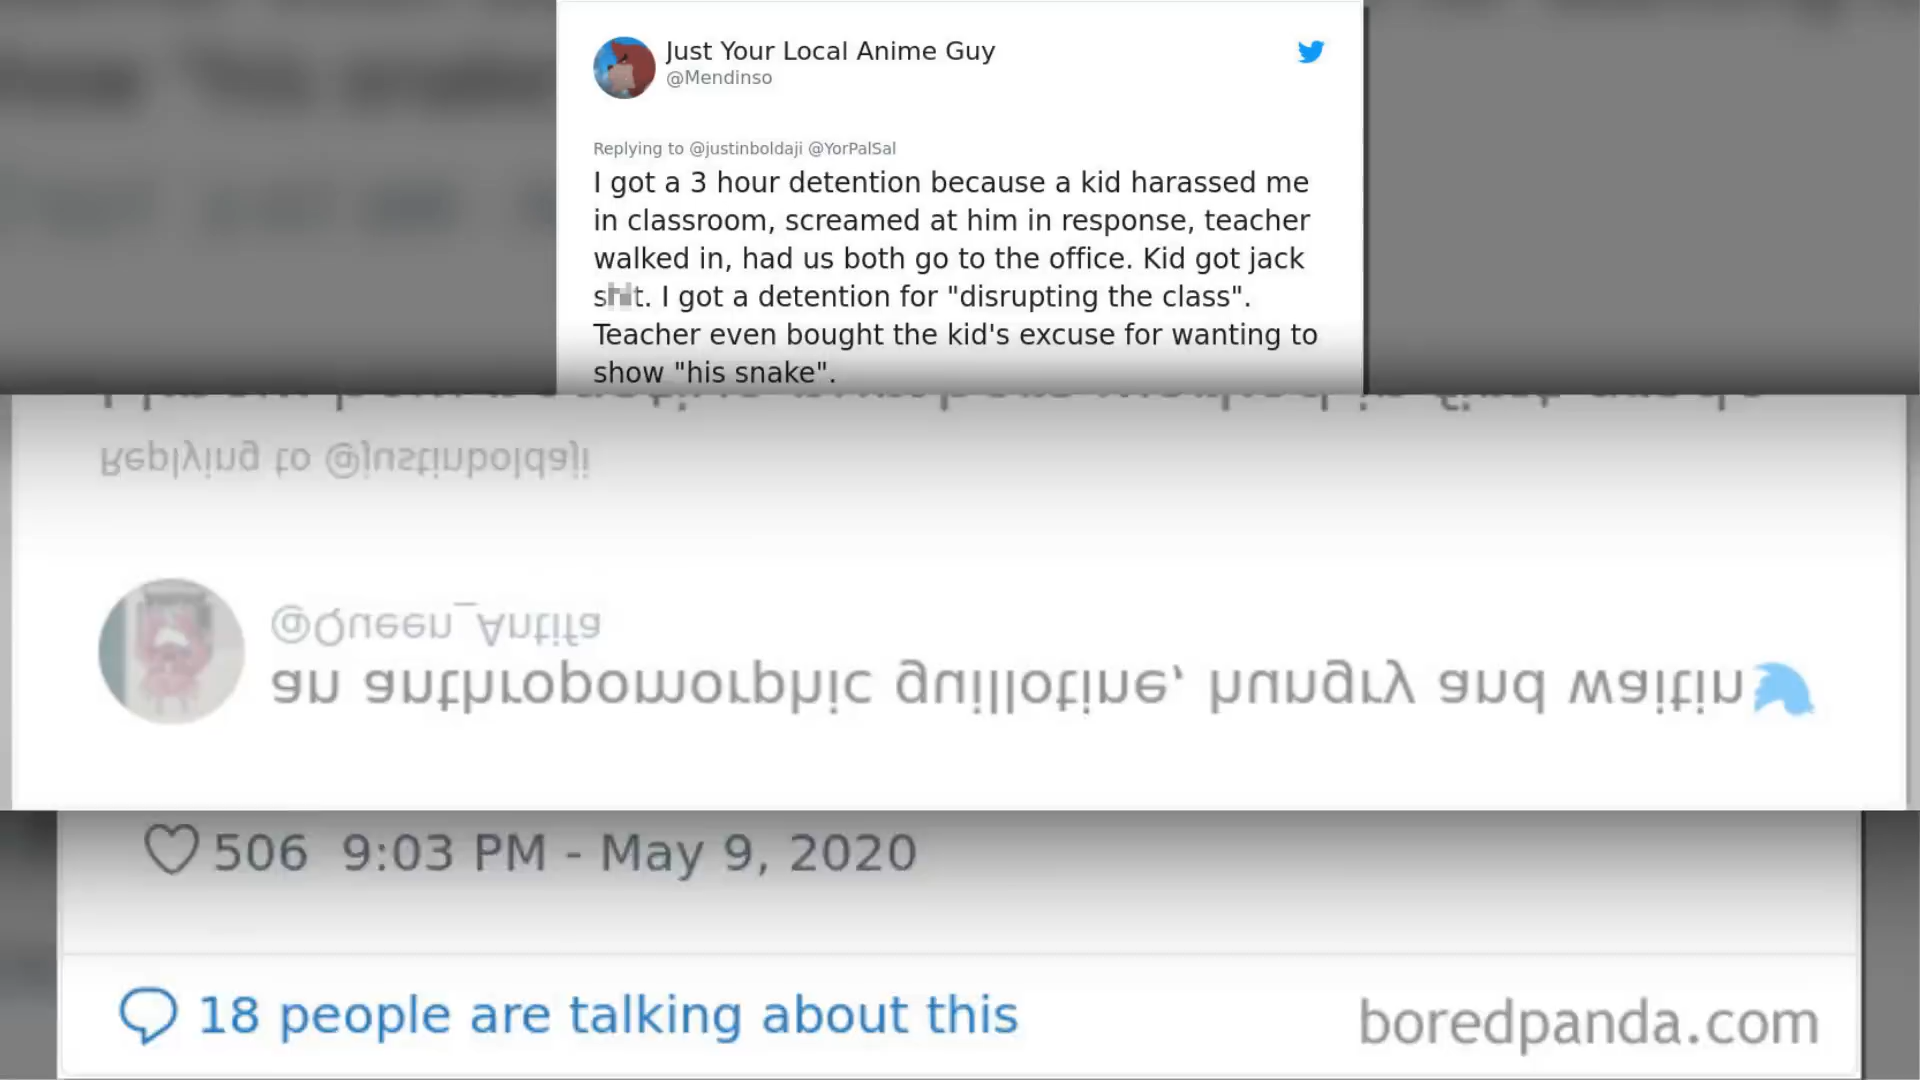 Just Your Local Anime Guy
@Mendinso
Replying to @justinboldaji @YorPalSal
I got a 3 hour detention because a kid harassed me
in classroom, screamed at him in response, teacher
walked in, had us both go to the office. Kid got jack
sh*t. I got a detention for "disrupting the class".
Teacher even bought the kid's excuse for wanting to
show "his snake".
Replying to @justinboldaji
@Queen_Antifa
an anthropomorphic guillotine, hungry and waitin
506 9:03 PM - May 9, 2020
18 people are talking about this
boredpanda.com